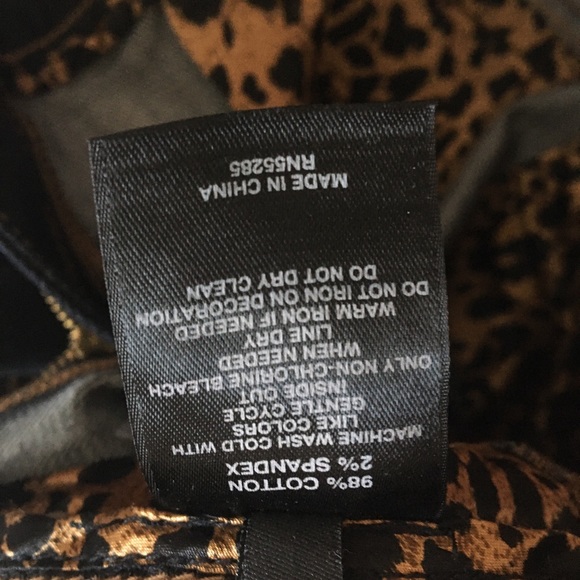 98% COTTON
2% SPANDEX
MACHINE WASH COLD WITH
LIKE COLORS
GENTLE CYCLE
INSIDE OUT
ONLY NON-CHLORINE BLEACH
WHEN NEEDED
LINE DRY
WARM IRON IF NEEDED
DO NOT IRON ON DECORATION
DO NOT DRY CLEAN
RN55285
MADE IN CHINA